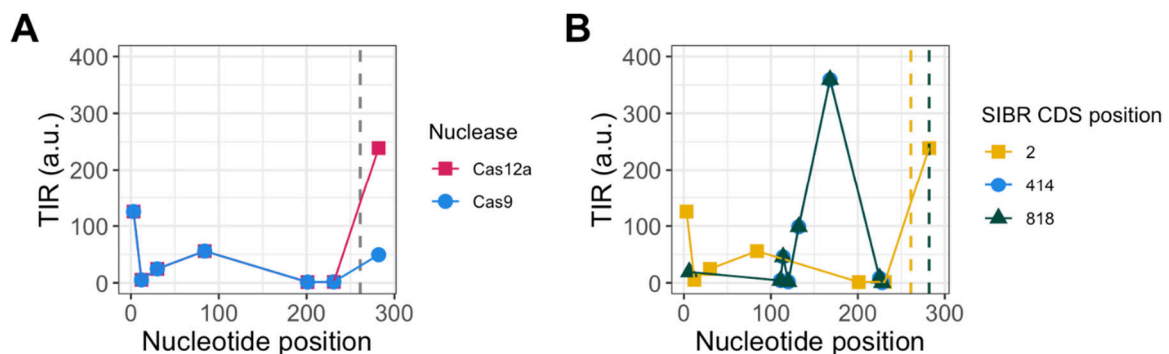 A
TIR (a.u.)
400
300
200
100
0
0 100 200 300
Nucleotide position
Nuclease
Cas12a
Cas9
B
TIR (a.u.)
400
300
200
100
0
0 100 200 300
Nucleotide position
SIBR CDS position
2
414
818